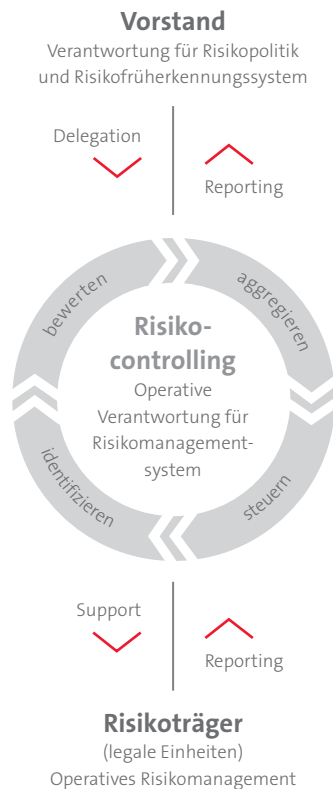 Vorstand
Verantwortung für Risikopolitik
und Risikofrüherkennungssystem
Delegation
Reporting
bewerten
aggregieren
Risiko-
controlling
Operative
Verantwortung für
Risikomanagement-
system
identifizieren
steuern
Support
Reporting
Risikoträger
(legale Einheiten)
Operatives Risikomanagement